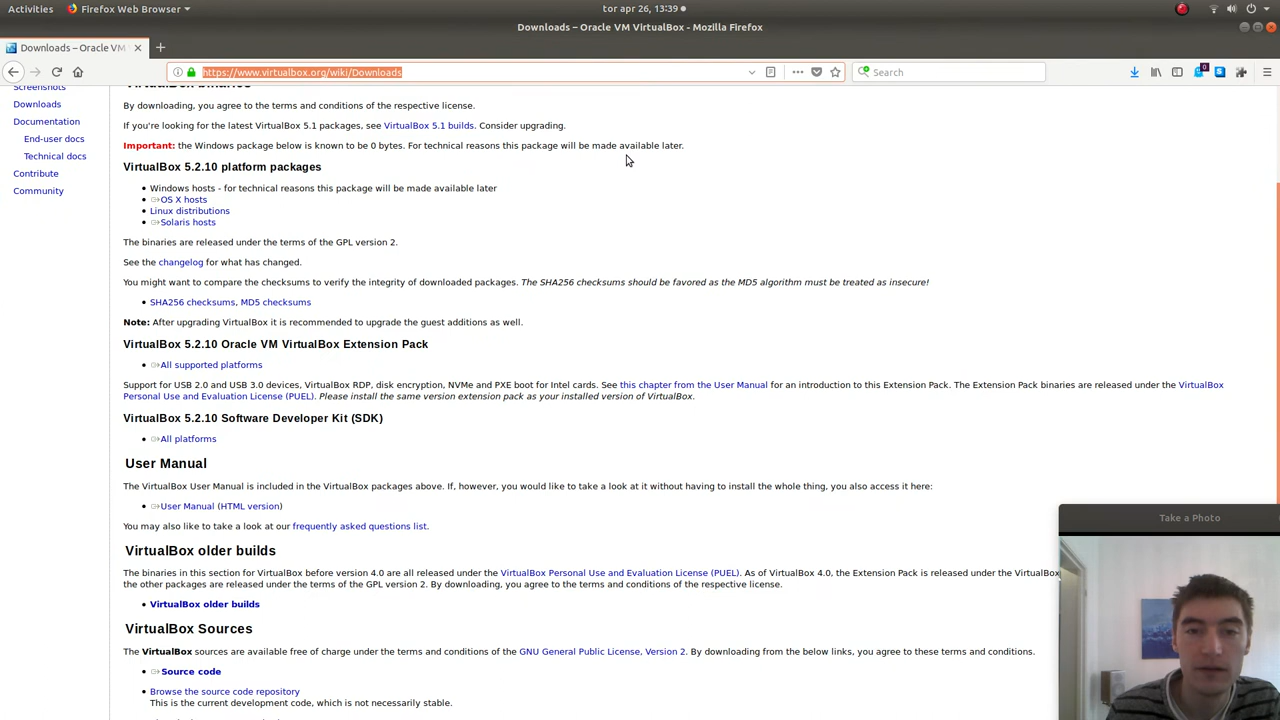 Activities
Firefox Web Browser
tor apr 26, 13:39
Downloads – Oracle VM VirtualBox - Mozilla Firefox
Downloads – Oracle VM
https://www.virtualbox.org/wiki/Downloads
Search
0
Screenshots
Downloads
Documentation
End-user docs
Technical docs
Contribute
Community
VirtualBox binaries
By downloading, you agree to the terms and conditions of the respective license.
If you're looking for the latest VirtualBox 5.1 packages, see VirtualBox 5.1 builds. Consider upgrading.
Important: the Windows package below is known to be 0 bytes. For technical reasons this package will be made available later.
VirtualBox 5.2.10 platform packages
Windows hosts - for technical reasons this package will be made available later
OS X hosts
Linux distributions
Solaris hosts
The binaries are released under the terms of the GPL version 2.
See the changelog for what has changed.
You might want to compare the checksums to verify the integrity of downloaded packages. The SHA256 checksums should be favored as the MD5 algorithm must be treated as insecure!
SHA256 checksums, MD5 checksums
Note: After upgrading VirtualBox it is recommended to upgrade the guest additions as well.
VirtualBox 5.2.10 Oracle VM VirtualBox Extension Pack
All supported platforms
Support for USB 2.0 and USB 3.0 devices, VirtualBox RDP, disk encryption, NVMe and PXE boot for Intel cards. See this chapter from the User Manual for an introduction to this Extension Pack. The Extension Pack binaries are released under the VirtualBox
Personal Use and Evaluation License (PUEL). Please install the same version extension pack as your installed version of VirtualBox.
VirtualBox 5.2.10 Software Developer Kit (SDK)
All platforms
User Manual
The VirtualBox User Manual is included in the VirtualBox packages above. If, however, you would like to take a look at it without having to install the whole thing, you also access it here:
User Manual (HTML version)
You may also like to take a look at our frequently asked questions list.
VirtualBox older builds
The binaries in this section for VirtualBox before version 4.0 are all released under the VirtualBox Personal Use and Evaluation License (PUEL). As of VirtualBox 4.0, the Extension Pack is released under the VirtualBox
the other packages are released under the terms of the GPL version 2. By downloading, you agree to the terms and conditions of the respective license.
VirtualBox older builds
VirtualBox Sources
The VirtualBox sources are available free of charge under the terms and conditions of the GNU General Public License, Version 2. By downloading from the below links, you agree to these terms and conditions.
Source code
Browse the source code repository
This is the current development code, which is not necessarily stable.
Take a Photo